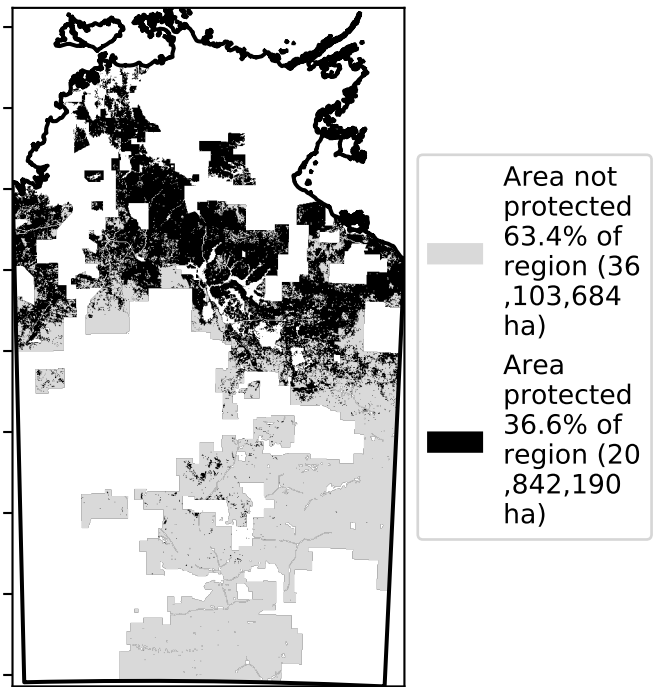 Area not
protected
63.4% of
region (36
,103,684
ha)
Area
protected
36.6% of
region (20
,842,190
ha)